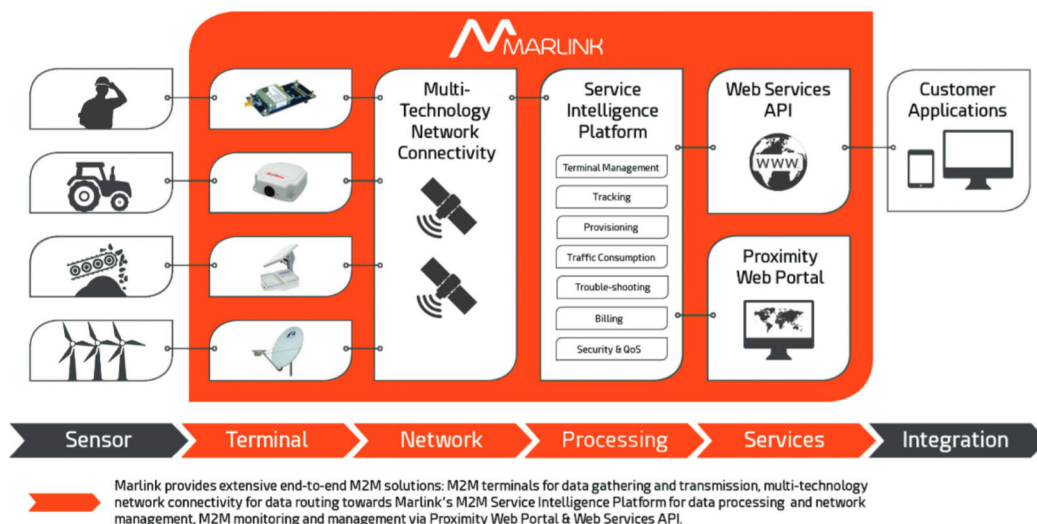 MARLINK
Multi-
Technology
Network
Connectivity
Service
Intelligence
Platform
Terminal Management
Tracking
Provisioning
Traffic Consumption
Trouble-shooting
Billing
Security & QoS
Web Services
API
WWW
Proximity
Web Portal
Customer
Applications
Sensor
Terminal
Network
Processing
Services
Integration
Marlink provides extensive end-to-end M2M solutions: M2M terminals for data gathering and transmission, multi-technology
network connectivity for data routing towards Marlink's M2M Service Intelligence Platform for data processing and network
management, M2M monitoring and management via Proximity Web Portal & Web Services API.